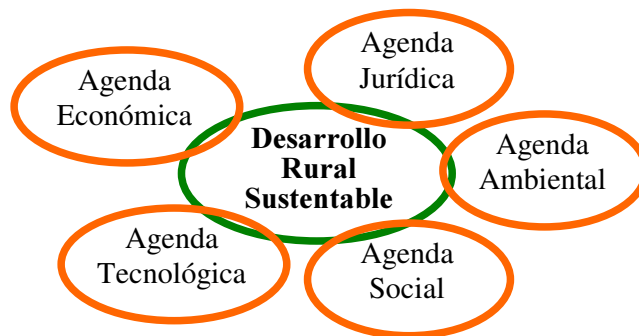 Agenda
Jurídica
Agenda
Económica
Desarrollo
Rural
Sustentable
Agenda
Ambiental
Agenda
Tecnológica
Agenda
Social